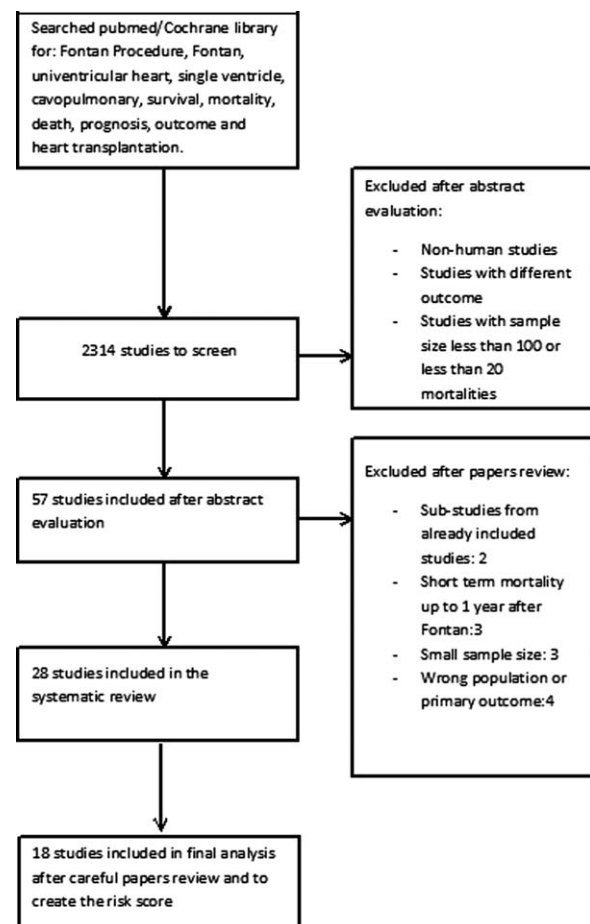 Searched pubmed/Cochrane library
for: Fontan Procedure, Fontan,
univentricular heart, single ventricle,
cavopulmonary, survival, mortality,
death, prognosis, outcome and
heart transplantation.
Excluded after abstract
evaluation:
- Non-human studies
- Studies with different
outcome
- Studies with sample
size less than 100 or
less than 20
mortalities
2314 studies to screen
57 studies included after abstract
evaluation
Excluded after papers review:
- Sub-studies from
already included
studies: 2
- Short term mortality
up to 1 year after
Fontan:3
- Small sample size: 3
- Wrong population or
primary outcome:4
28 studies included in the
systematic review
18 studies included in final analysis
after careful papers review and to
create the risk score